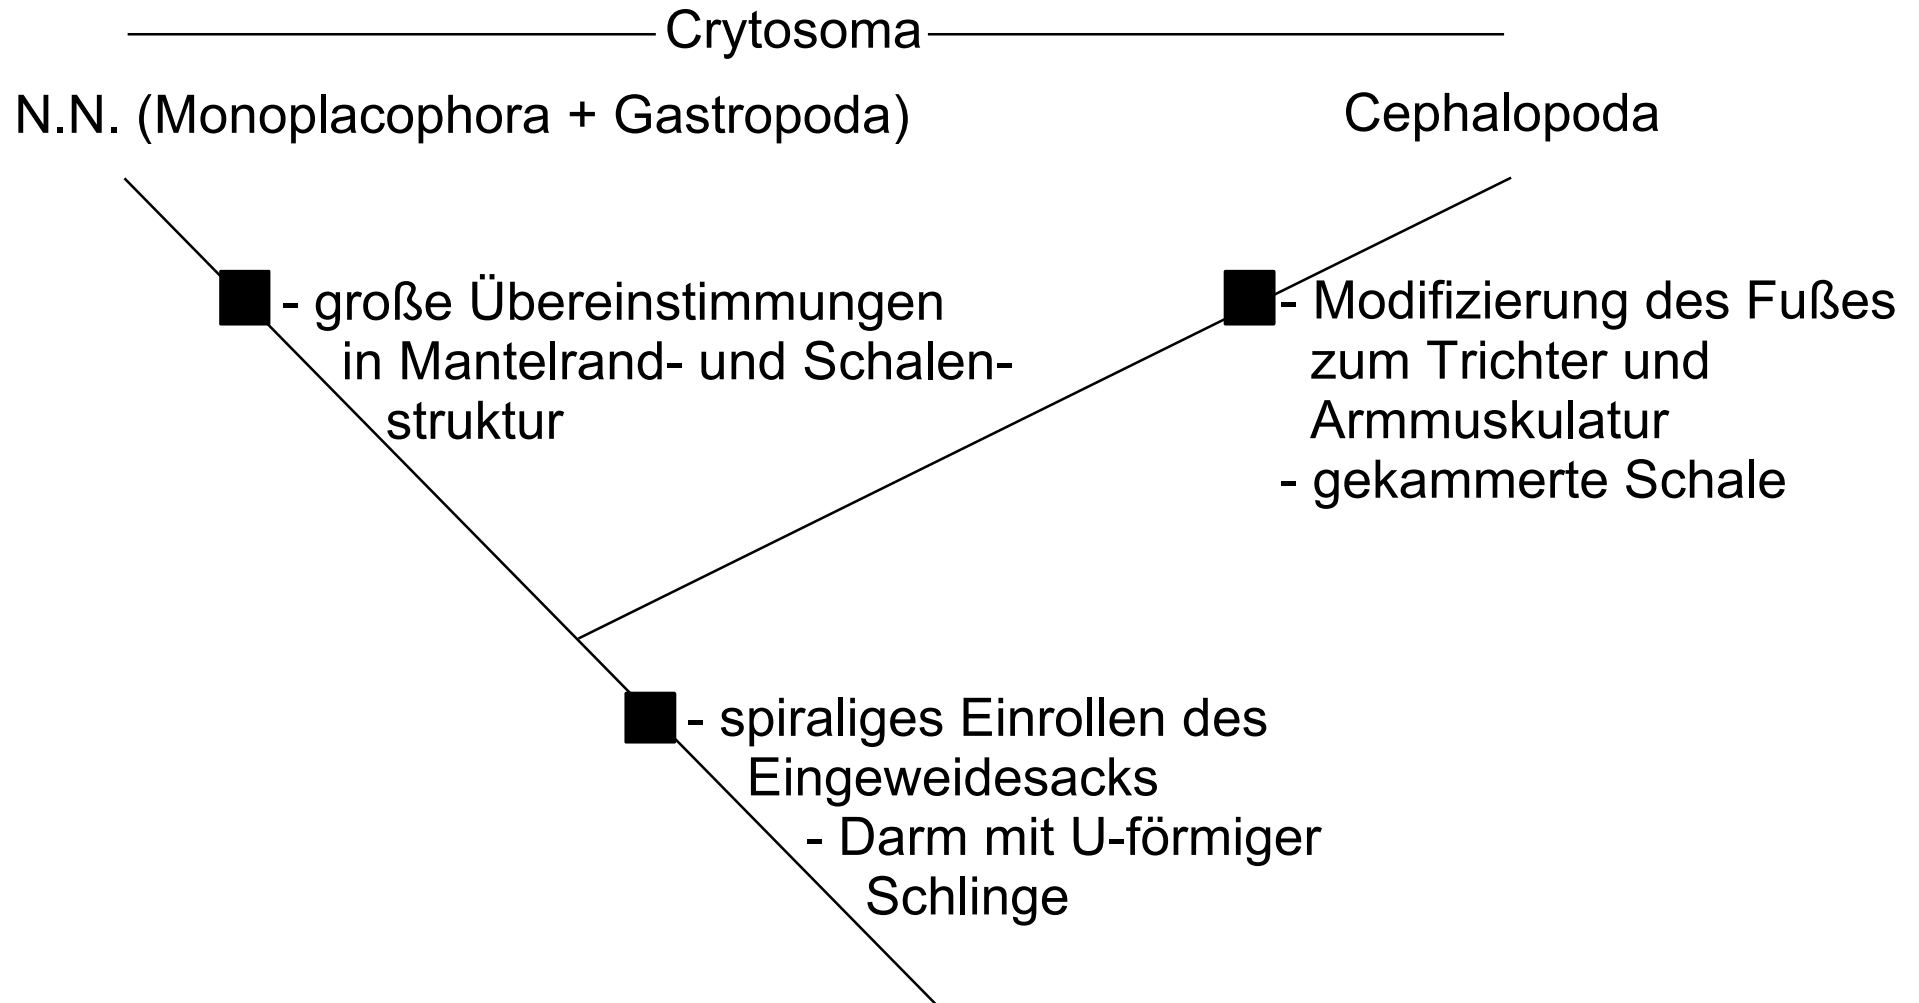 Crytosoma
N.N. (Monoplacophora + Gastropoda)
Cephalopoda
- große Übereinstimmungen
in Mantelrand- und Schalen-
struktur
- Modifizierung des Fußes
zum Trichter und
Armmuskulatur
- gekammerte Schale
- spiraliges Einrollen des
Eingeweidesacks
- Darm mit U-förmiger
Schlinge